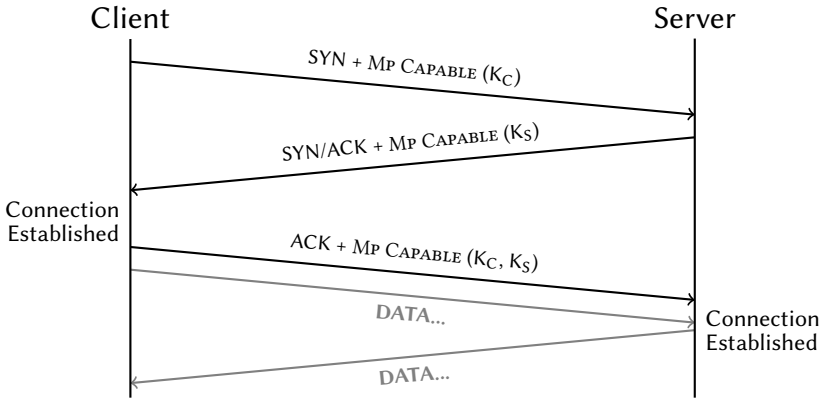 Client
Server
SYN + MP CAPABLE (KC)
SYN/ACK + MP CAPABLE (KS)
Connection
Established
ACK + MP CAPABLE (KC, KS)
DATA...
Connection
Established
DATA...